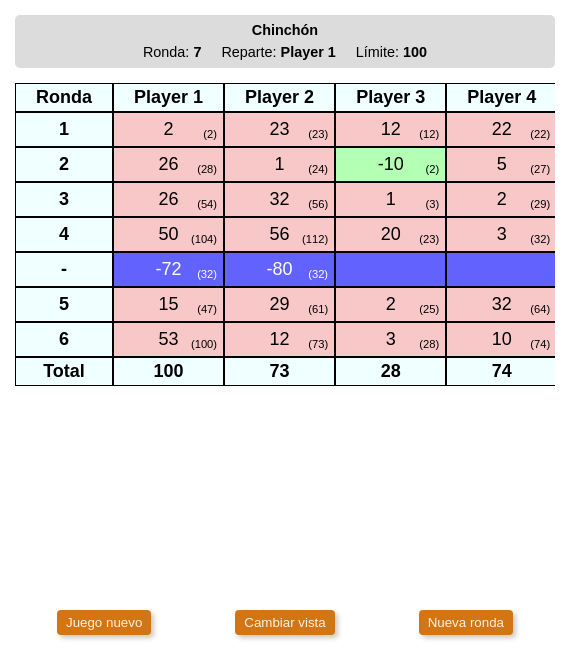 Chinchón
Ronda: 7 Reparte: Player 1 Límite: 100
Ronda Player 1 Player 2 Player 3 Player 4
1 2 (2) 23 (23) 12 (12) 22 (22)
2 26 (28) 1 (24) -10 (2) 5 (27)
3 26 (54) 32 (56) 1 (3) 2 (29)
4 50 (104) 56 (112) 20 (23) 3 (32)
- -72 (32) -80 (32)
5 15 (47) 29 (61) 2 (25) 32 (64)
6 53 (100) 12 (73) 3 (28) 10 (74)
Total 100 73 28 74
Juego nuevo Cambiar vista Nueva ronda